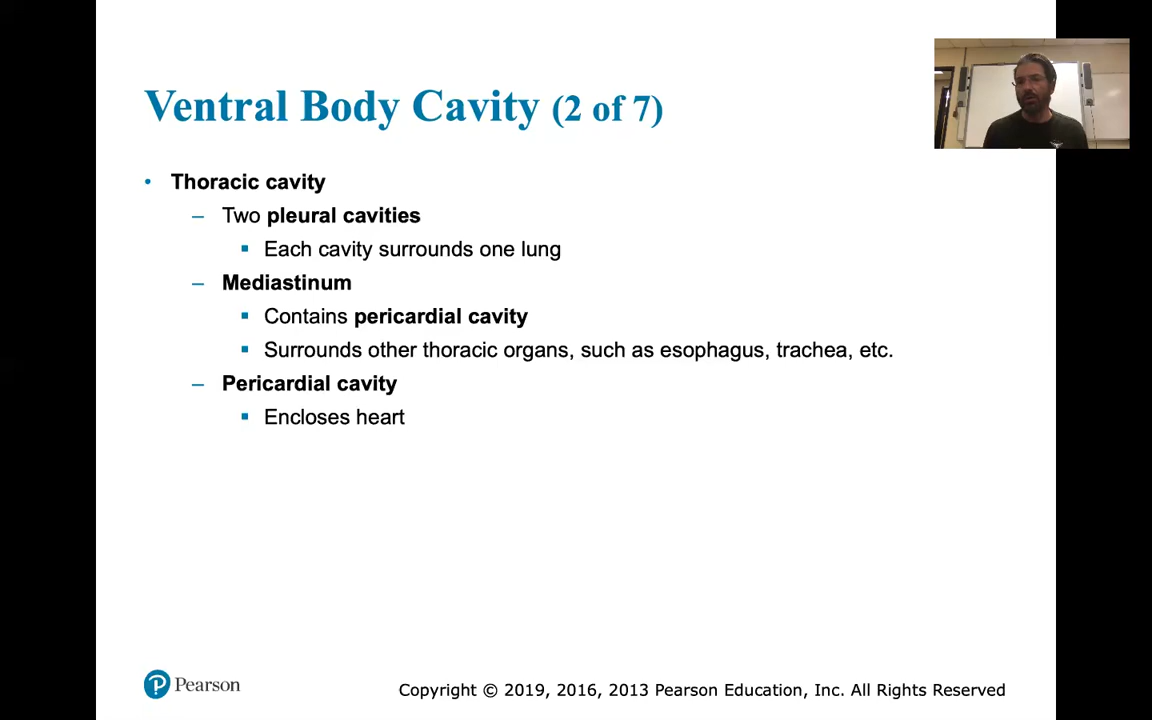 Ventral Body Cavity (2 of 7)
• Thoracic cavity
– Two pleural cavities
▪ Each cavity surrounds one lung
– Mediastinum
▪ Contains pericardial cavity
▪ Surrounds other thoracic organs, such as esophagus, trachea, etc.
– Pericardial cavity
▪ Encloses heart
Pearson
Copyright © 2019, 2016, 2013 Pearson Education, Inc. All Rights Reserved